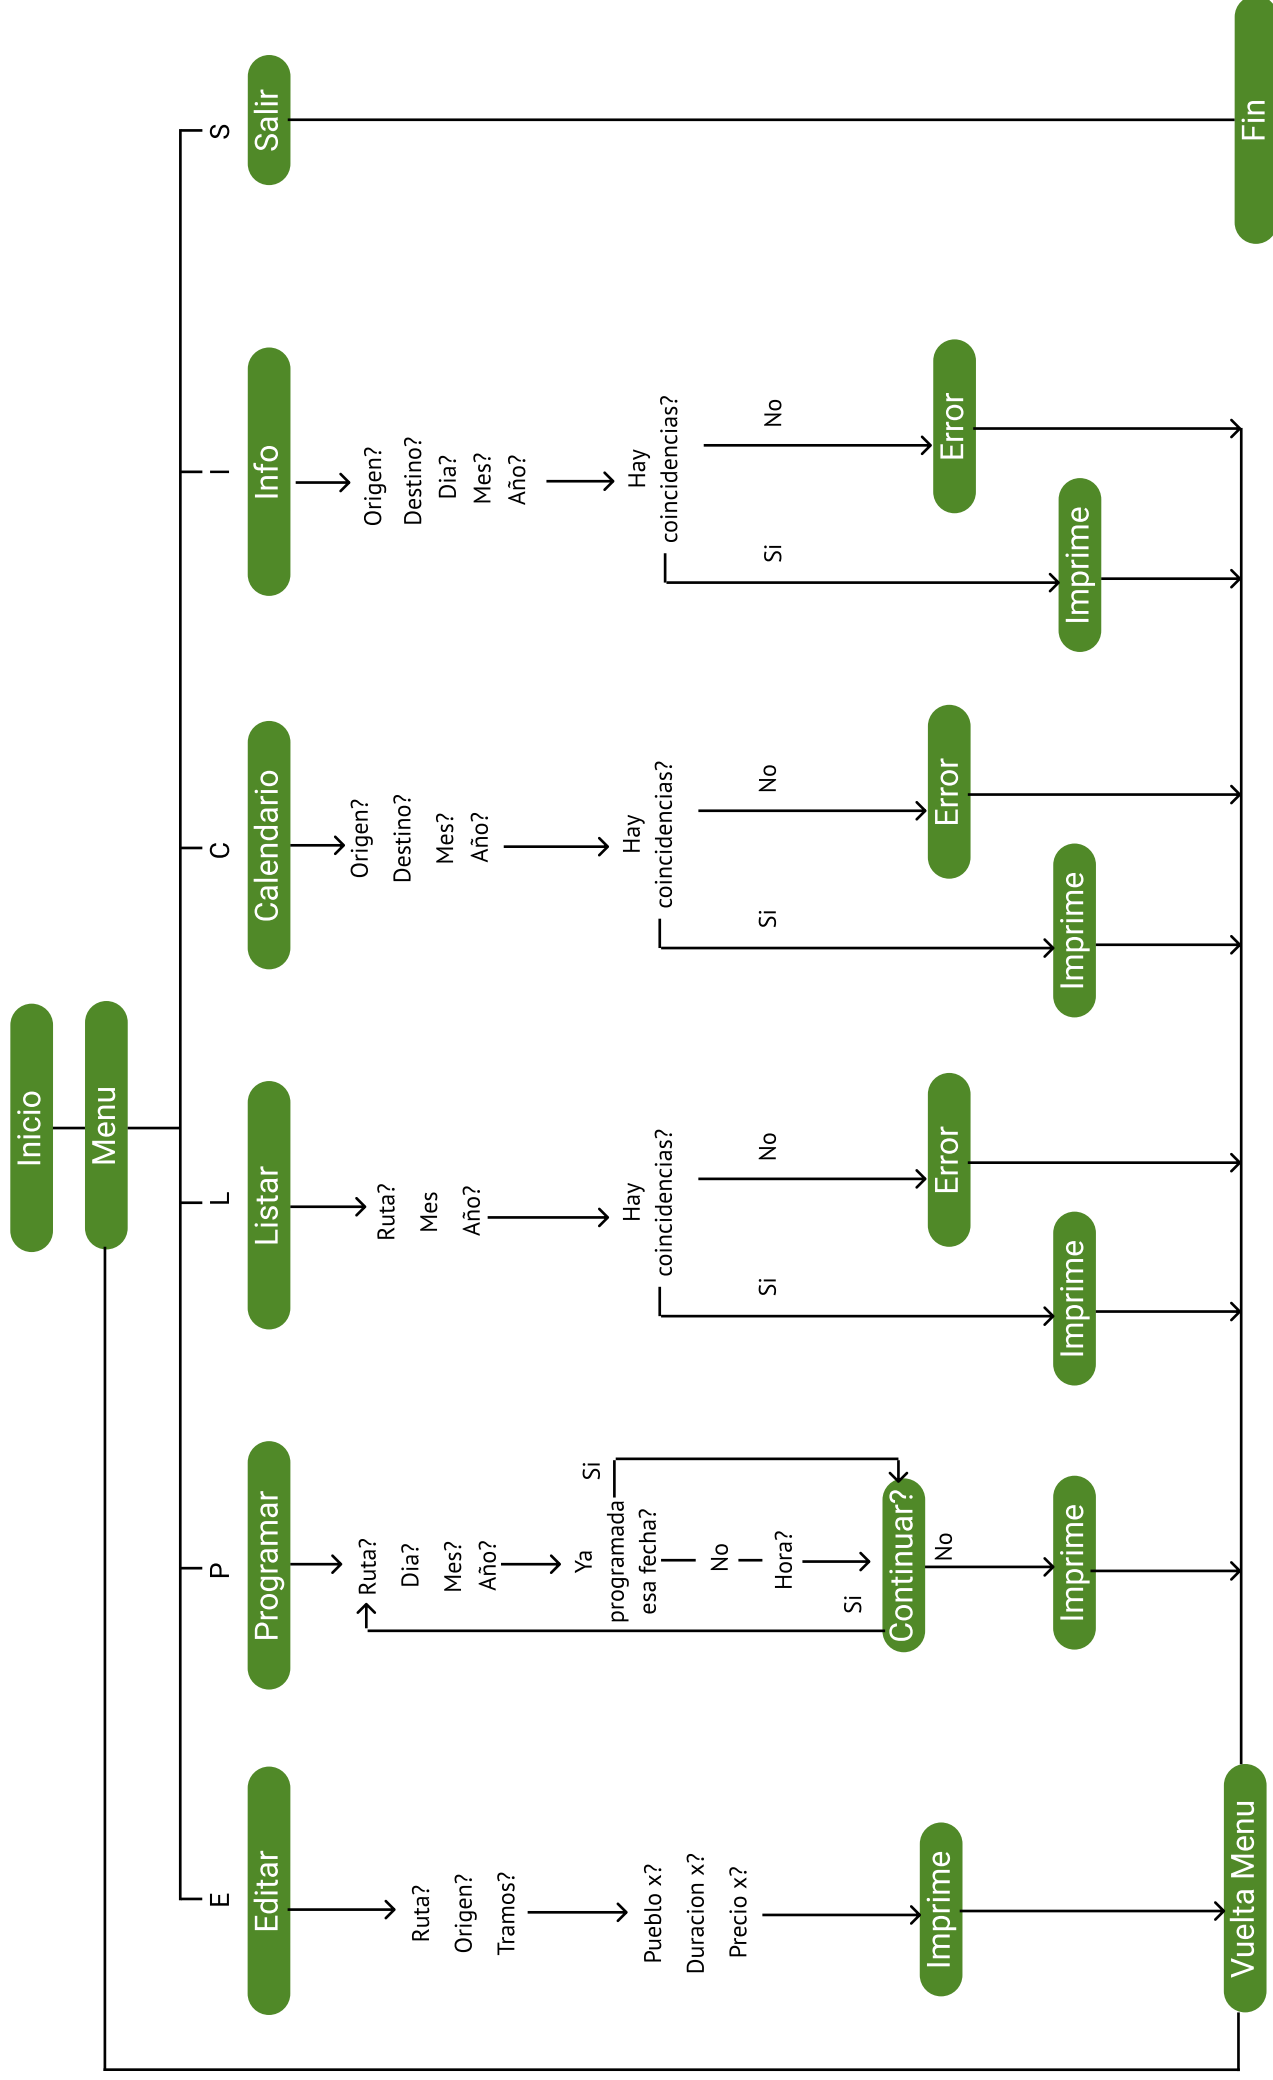 Inicio
Menu
E
P
L
C
I
S
Editar
Programar
Listar
Calendario
Info
Salir
Ruta?
Origen?
Tramos?
Pueblo x?
Duracion x?
Precio x?
Imprime
Ruta?
Dia?
Mes?
Año?
Ya
programada
esa fecha?
Si
No
Hora?
Si
Continuar?
No
Imprime
Ruta?
Mes
Año?
Hay
coincidencias?
Si
No
Error
Imprime
Origen?
Destino?
Mes?
Año?
Hay
coincidencias?
Si
No
Error
Imprime
Origen?
Destino?
Dia?
Mes?
Año?
Hay
coincidencias?
Si
No
Error
Imprime
Vuelta Menu
Fin